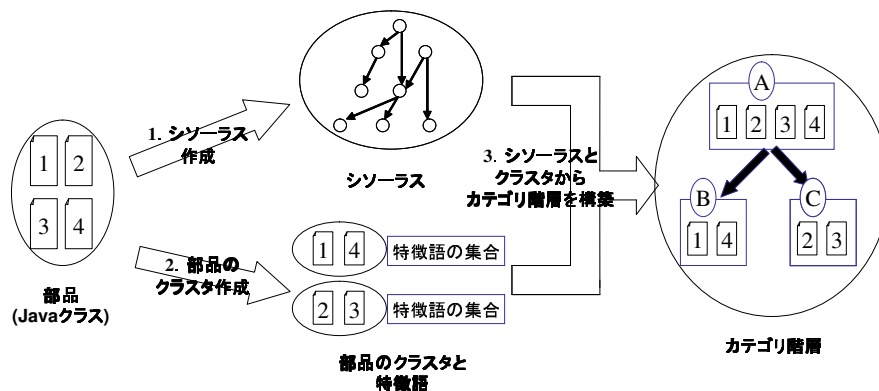 1
2
3
4
部品
(Javaクラス)
1. シソーラス
作成
シソーラス
2. 部品の
クラスタ作成
1
4
特徴語の集合
2
3
特徴語の集合
部品のクラスタと
特徴語
3. シソーラスと
クラスタから
カテゴリ階層を構築
A
1
2
3
4
B
1
4
C
2
3
カテゴリ階層